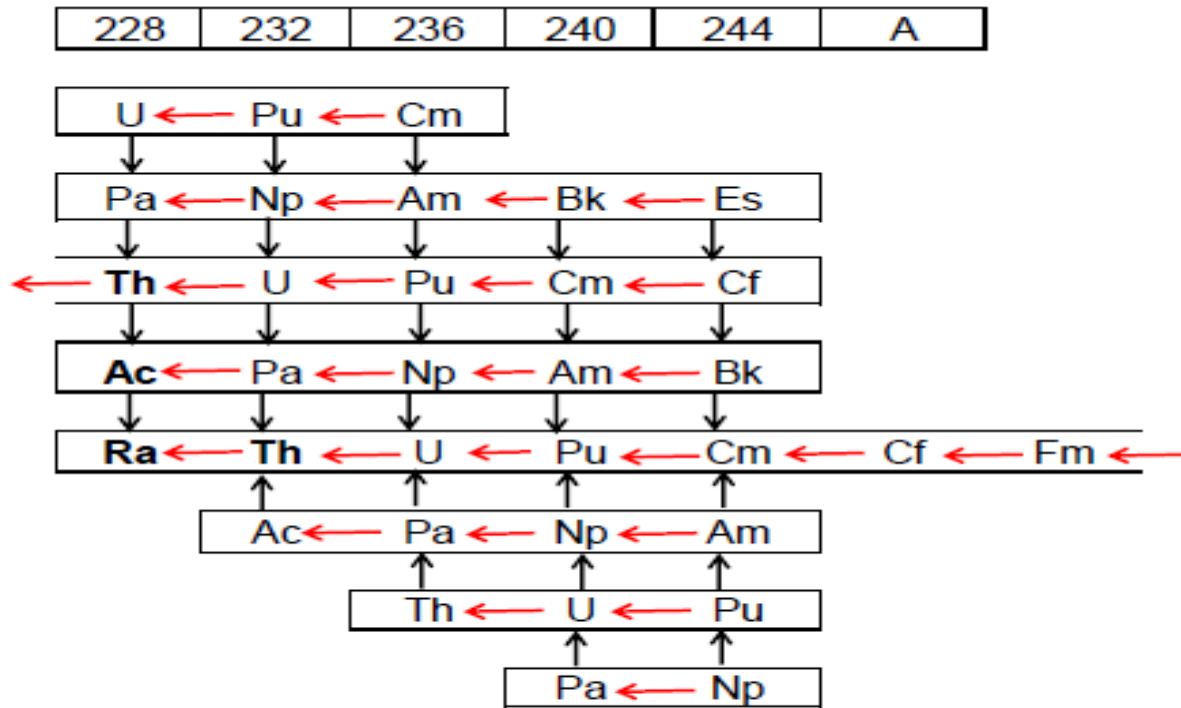 228 232 236 240 244 A
U Pu Cm
Pa Np Am Bk Es
Th U Pu Cm Cf
Ac Pa Np Am Bk
Ra Th U Pu Cm Cf Fm
Ac Pa Np Am
Th U Pu
Pa Np